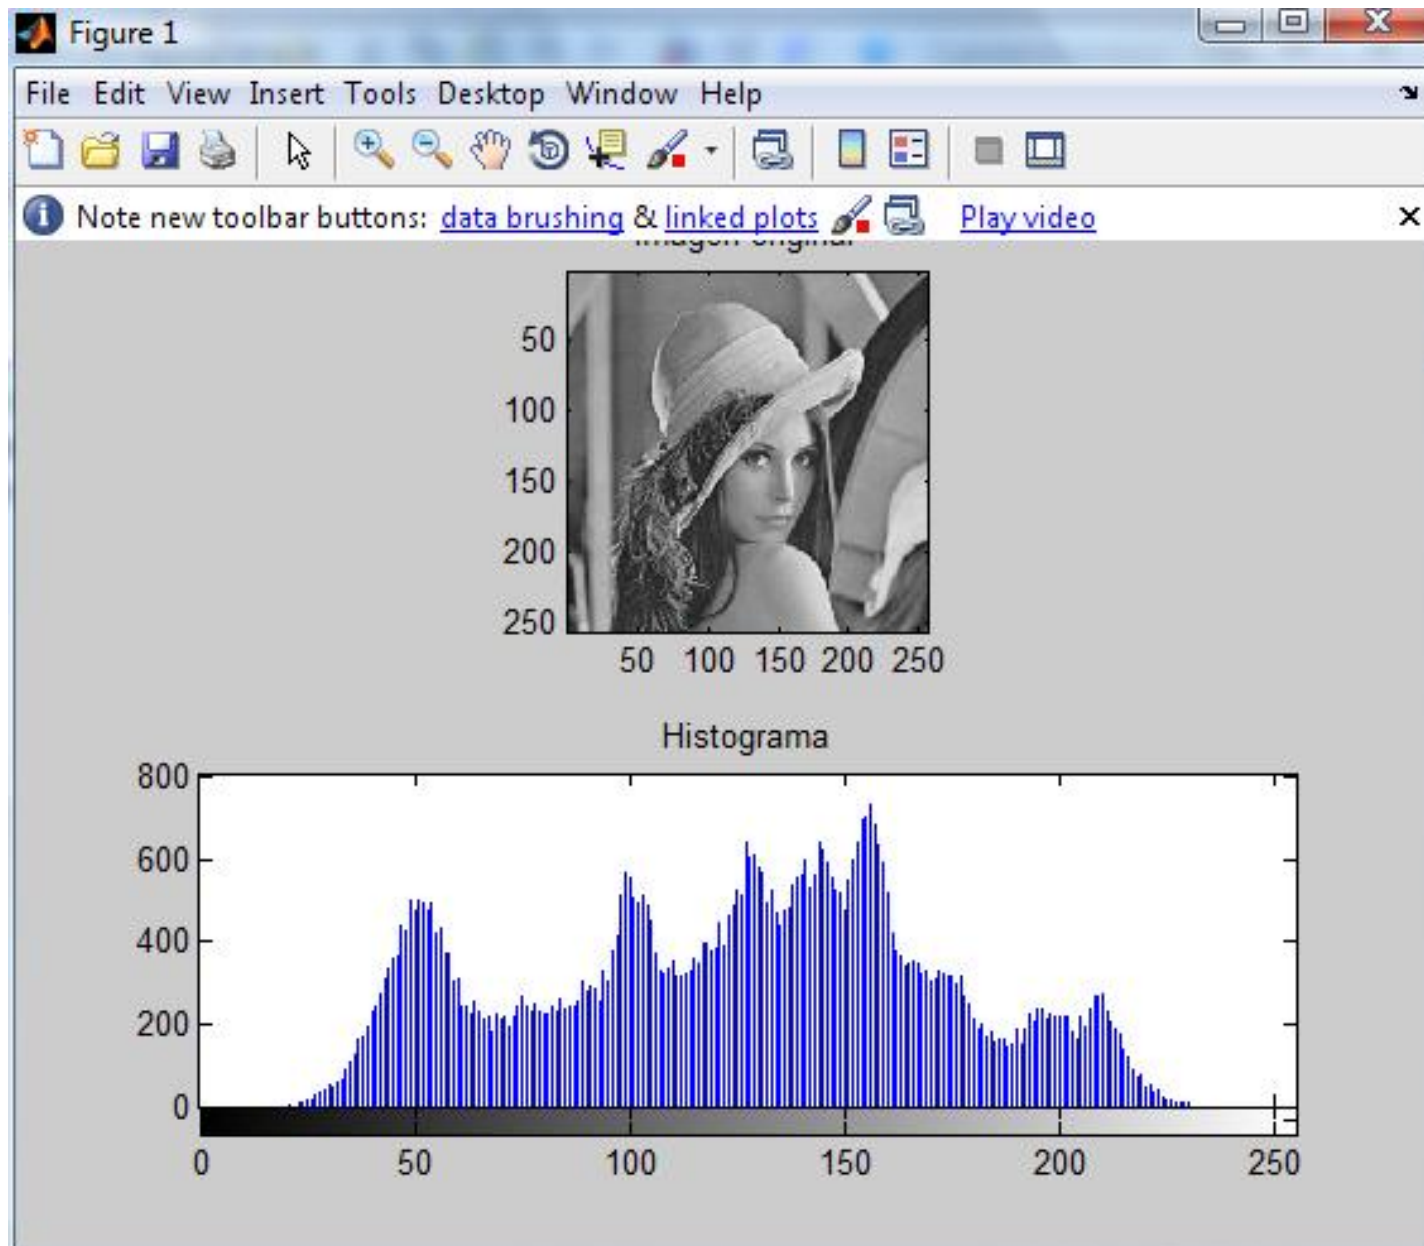 Figure 1
File Edit View Insert Tools Desktop Window Help
Note new toolbar buttons: data brushing & linked plots Play video
Imagen original
50
100
150
200
250
50 100 150 200 250
Histograma
800
600
400
200
0
0 50 100 150 200 250